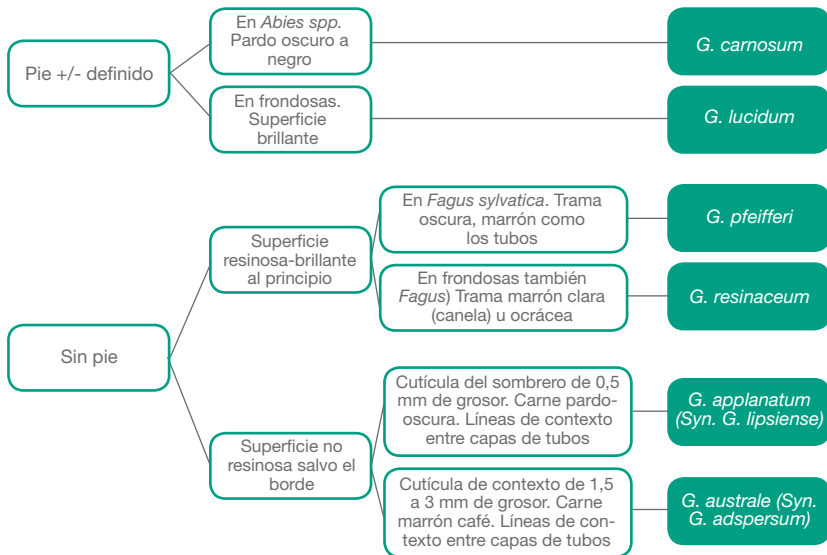 Pie +/- definido
En Abies spp.
Pardo oscuro a
negro
G. carnosum
En frondosas.
Superficie
brillante
G. lucidum
Sin pie
Superficie
resinosa-brillante
al principio
En Fagus sylvatica. Trama
oscura, marrón como
los tubos
G. pfeifferi
En frondosas también
Fagus) Trama marrón clara
(canela) u ocrácea
G. resinaceum
Superficie no
resinosa salvo el
borde
Cutícula del sombrero de 0,5
mm de grosor. Carne pardo-
oscura. Líneas de contexto
entre capas de tubos
G. applanatum
(Syn. G. lipsiense)
Cutícula de contexto de 1,5
a 3 mm de grosor. Carne
marrón café. Líneas de con-
texto entre capas de tubos
G. australe (Syn.
G. adspersum)